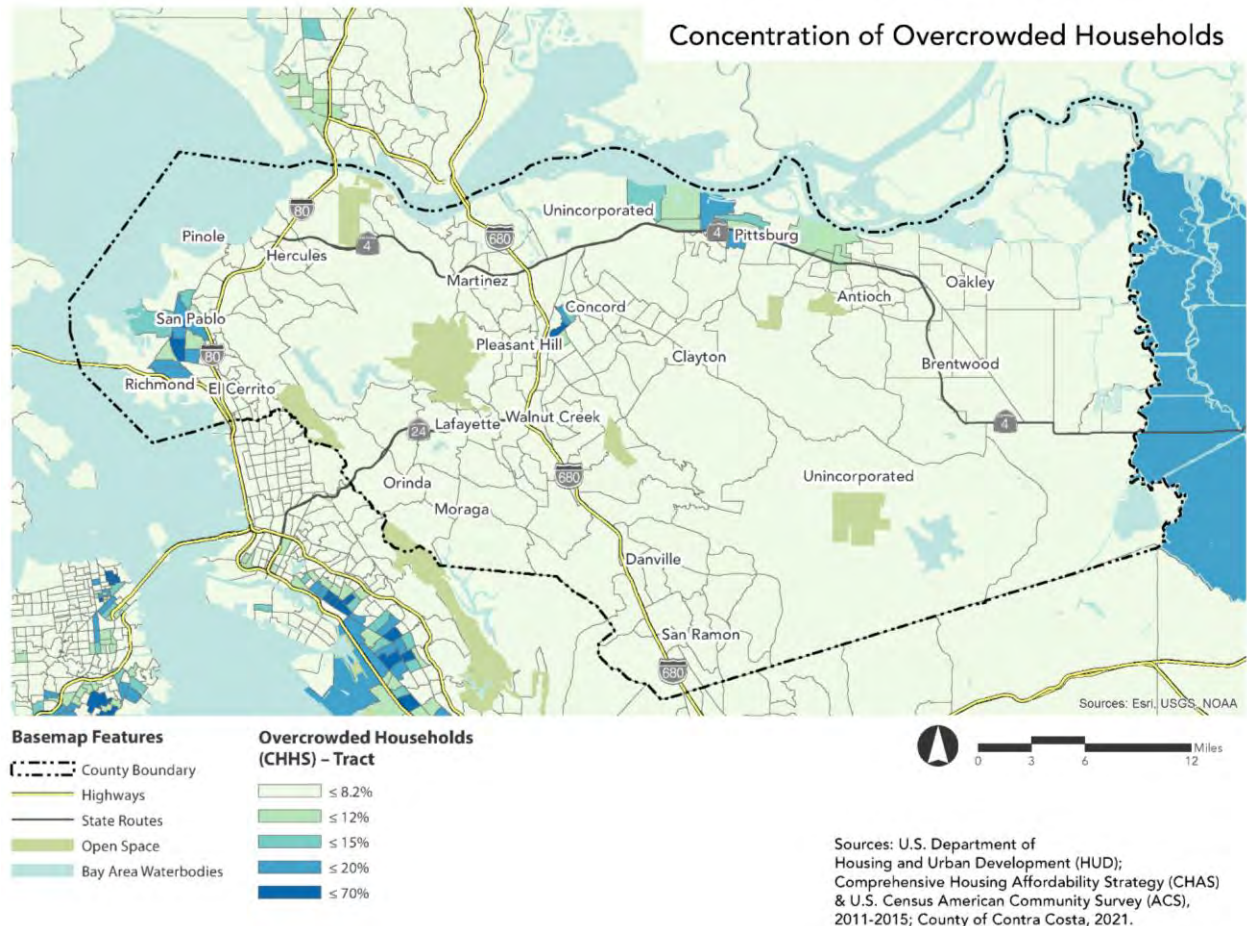 Concentration of Overcrowded Households
80
Unincorporated
Pinole
680
4
Pittsburg
Hercules
4
Martinez
Oakley
Antioch
Concord
San Pablo
Pleasant Hill
80
Clayton
Brentwood
Richmond
El Cerrito
Lafayette
Walnut Creek
24
4
Unincorporated
Orinda
680
Moraga
Danville
San Ramon
680
Sources: Esri, USGS, NOAA
Basemap Features
County Boundary
Highways
State Routes
Open Space
Bay Area Waterbodies
Overcrowded Households
(CHHS) – Tract
≤ 8.2%
≤ 12%
≤ 15%
≤ 20%
≤ 70%
Miles
0 3 6 12
Sources: U.S. Department of
Housing and Urban Development (HUD);
Comprehensive Housing Affordability Strategy (CHAS)
& U.S. Census American Community Survey (ACS),
2011-2015; County of Contra Costa, 2021.